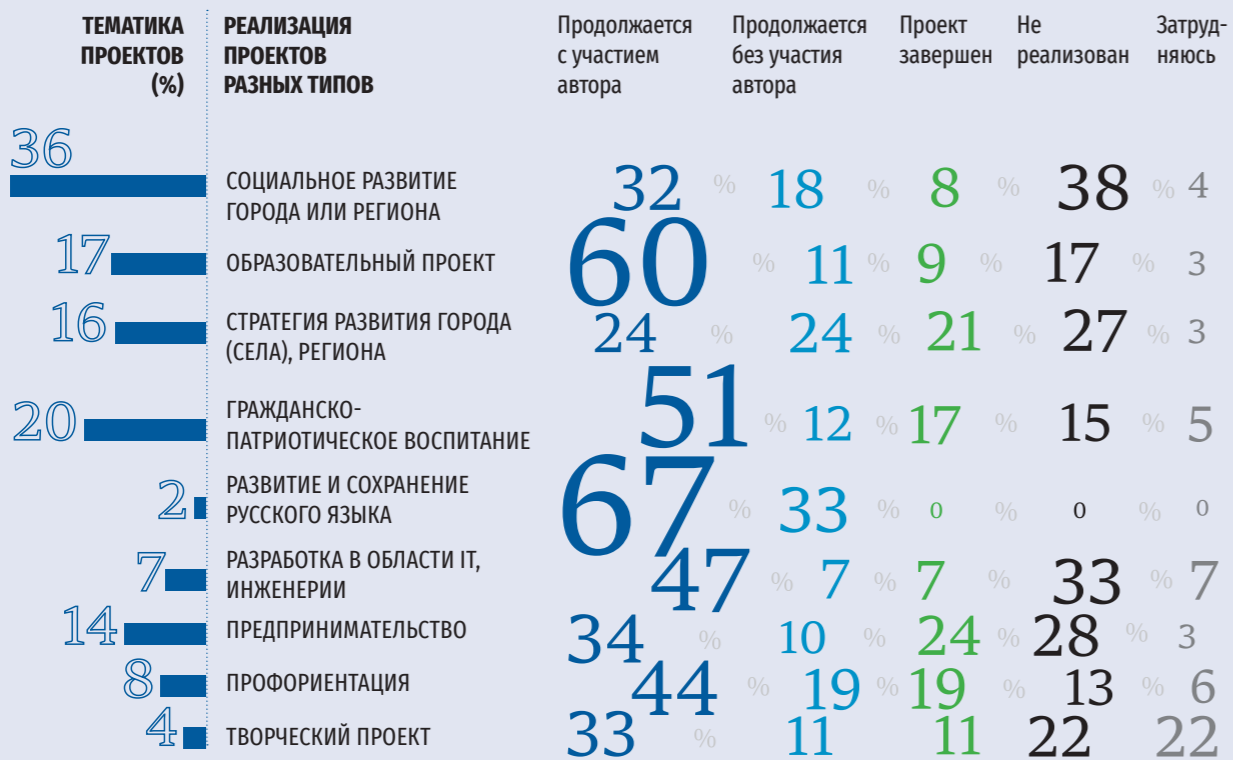 ТЕМАТИКА
ПРОЕКТОВ
(%)
РЕАЛИЗАЦИЯ
ПРОЕКТОВ
РАЗНЫХ ТИПОВ
Продолжается
с участием
автора
Продолжается
без участия
автора
Проект
завершен
Не
реализован
Затруд-
няюсь
36
СОЦИАЛЬНОЕ РАЗВИТИЕ
ГОРОДА ИЛИ РЕГИОНА
32 % 18 % 8 % 38 % 4
17
ОБРАЗОВАТЕЛЬНЫЙ ПРОЕКТ
60 % 11 % 9 % 17 % 3
16
СТРАТЕГИЯ РАЗВИТИЯ ГОРОДА
(СЕЛА), РЕГИОНА
24 % 24 % 21 % 27 % 3
20
ГРАЖДАНСКО-
ПАТРИОТИЧЕСКОЕ ВОСПИТАНИЕ
51 % 12 % 17 % 15 % 5
2
РАЗВИТИЕ И СОХРАНЕНИЕ
РУССКОГО ЯЗЫКА
67 % 33 % 0 % 0 % 0
7
РАЗРАБОТКА В ОБЛАСТИ IT,
ИНЖЕНЕРИИ
47 % 7 % 7 % 33 % 7
14
ПРЕДПРИНИМАТЕЛЬСТВО
34 % 10 % 24 % 28 % 3
8
ПРОФОРИЕНТАЦИЯ
44 % 19 % 19 % 13 % 6
4
ТВОРЧЕСКИЙ ПРОЕКТ
33 % 11 11 22 22